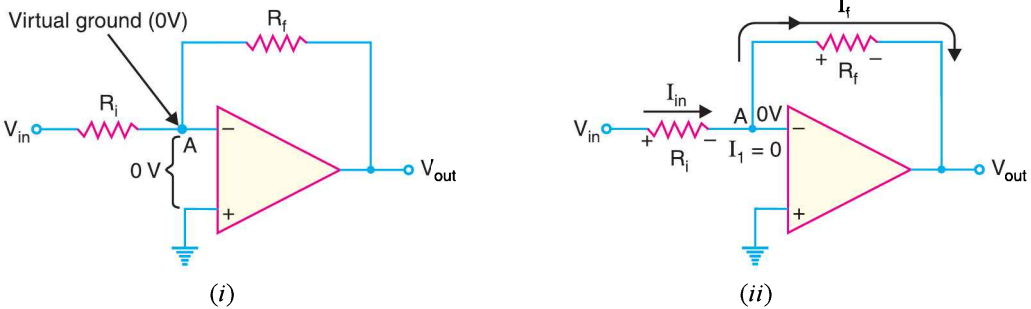 Virtual ground (0V)
R_f
R_i
V_in
−
A
0 V
+
V_out
(i)
I_f
+ −
R_f
I_in
A 0V
V_in
−
+ −
R_i
I_1 = 0
+
V_out
(ii)